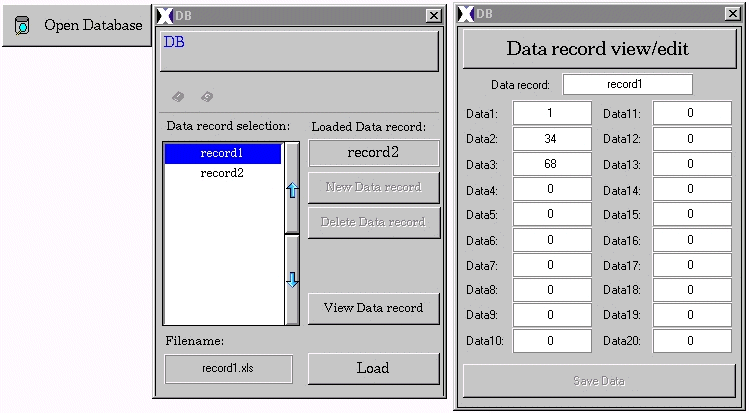 Open Database
DB
DB
Data record selection:
record1
record2
Loaded Data record:
record2
New Data record
Delete Data record
View Data record
Filename:
record1.xls
Load
DB
Data record view/edit
Data record: record1
Data1: 1 Data11: 0
Data2: 34 Data12: 0
Data3: 68 Data13: 0
Data4: 0 Data14: 0
Data5: 0 Data15: 0
Data6: 0 Data16: 0
Data7: 0 Data17: 0
Data8: 0 Data18: 0
Data9: 0 Data19: 0
Data10: 0 Data20: 0
Save Data